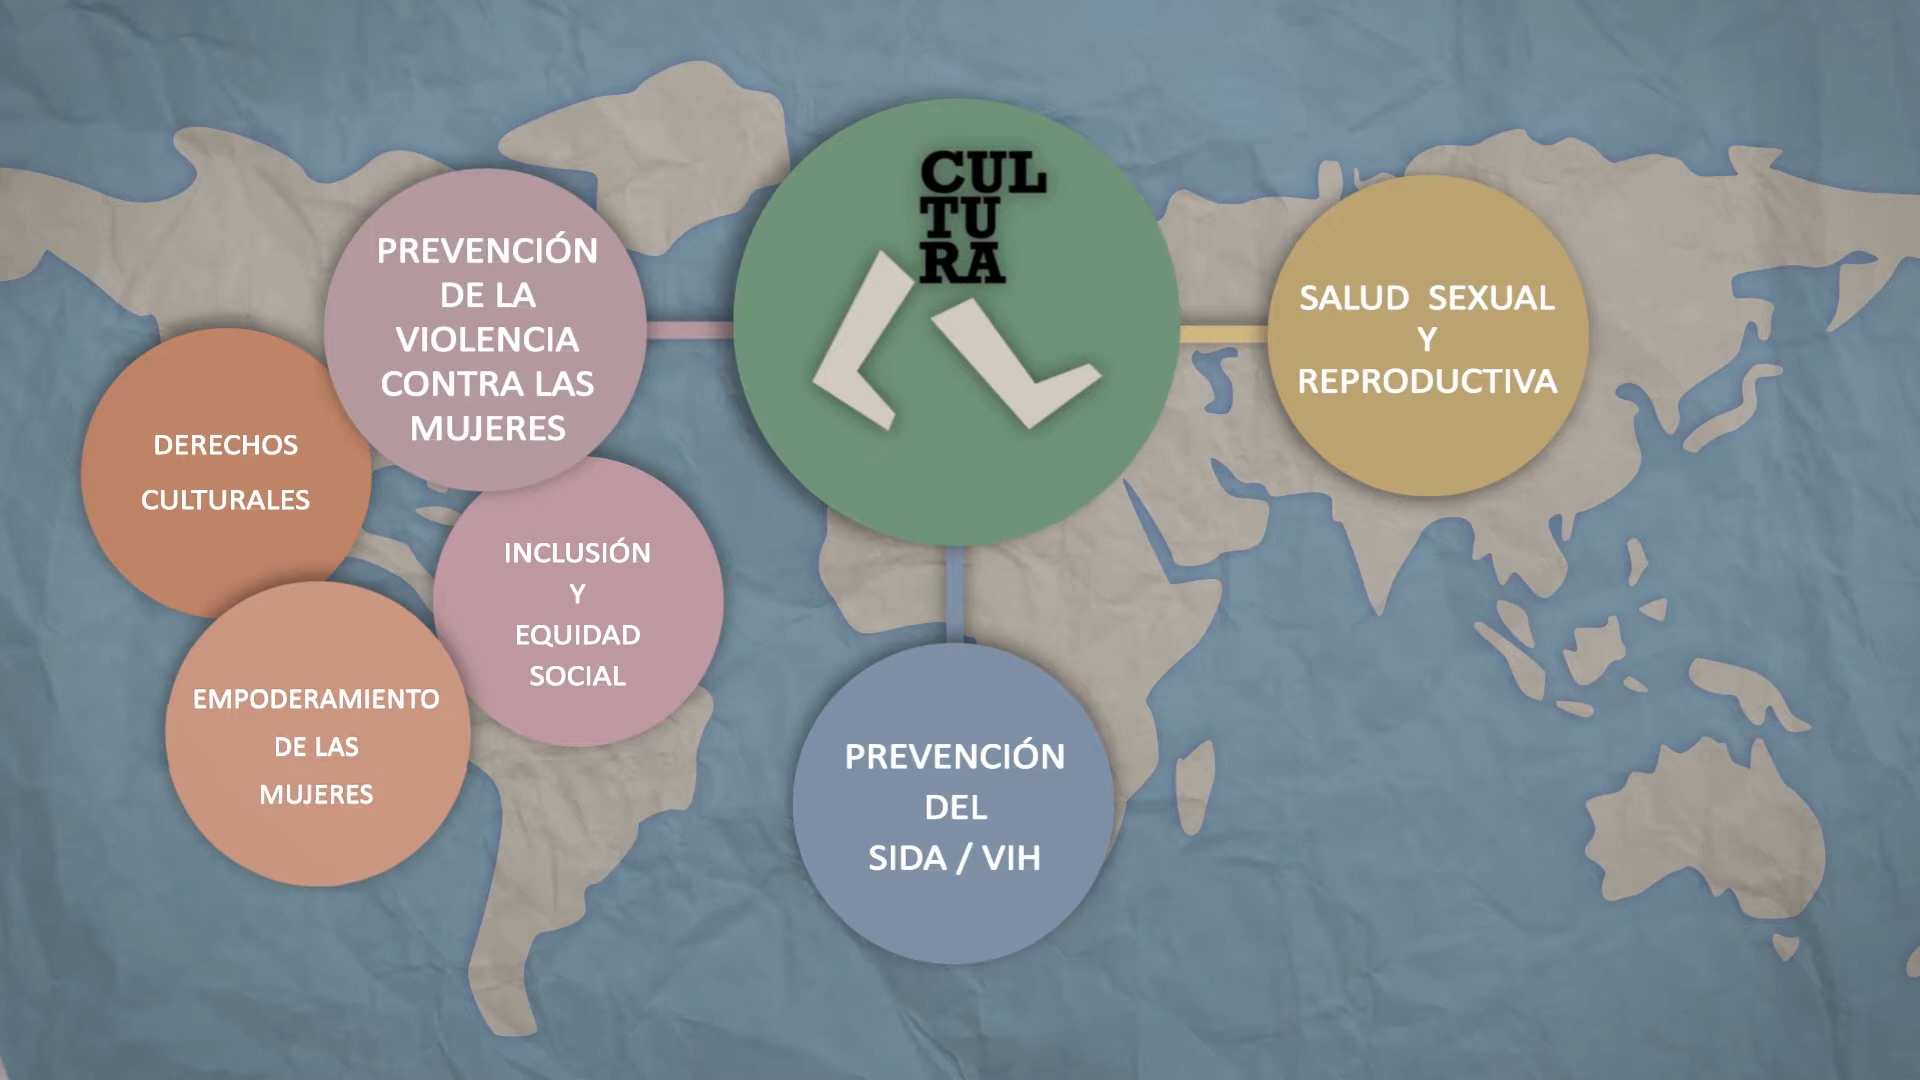 CUL
TU
RA
PREVENCIÓN
DE LA
VIOLENCIA
CONTRA LAS
MUJERES
SALUD SEXUAL
Y
REPRODUCTIVA
DERECHOS
CULTURALES
INCLUSIÓN
Y
EQUIDAD
SOCIAL
EMPODERAMIENTO
DE LAS
MUJERES
PREVENCIÓN
DEL
SIDA / VIH